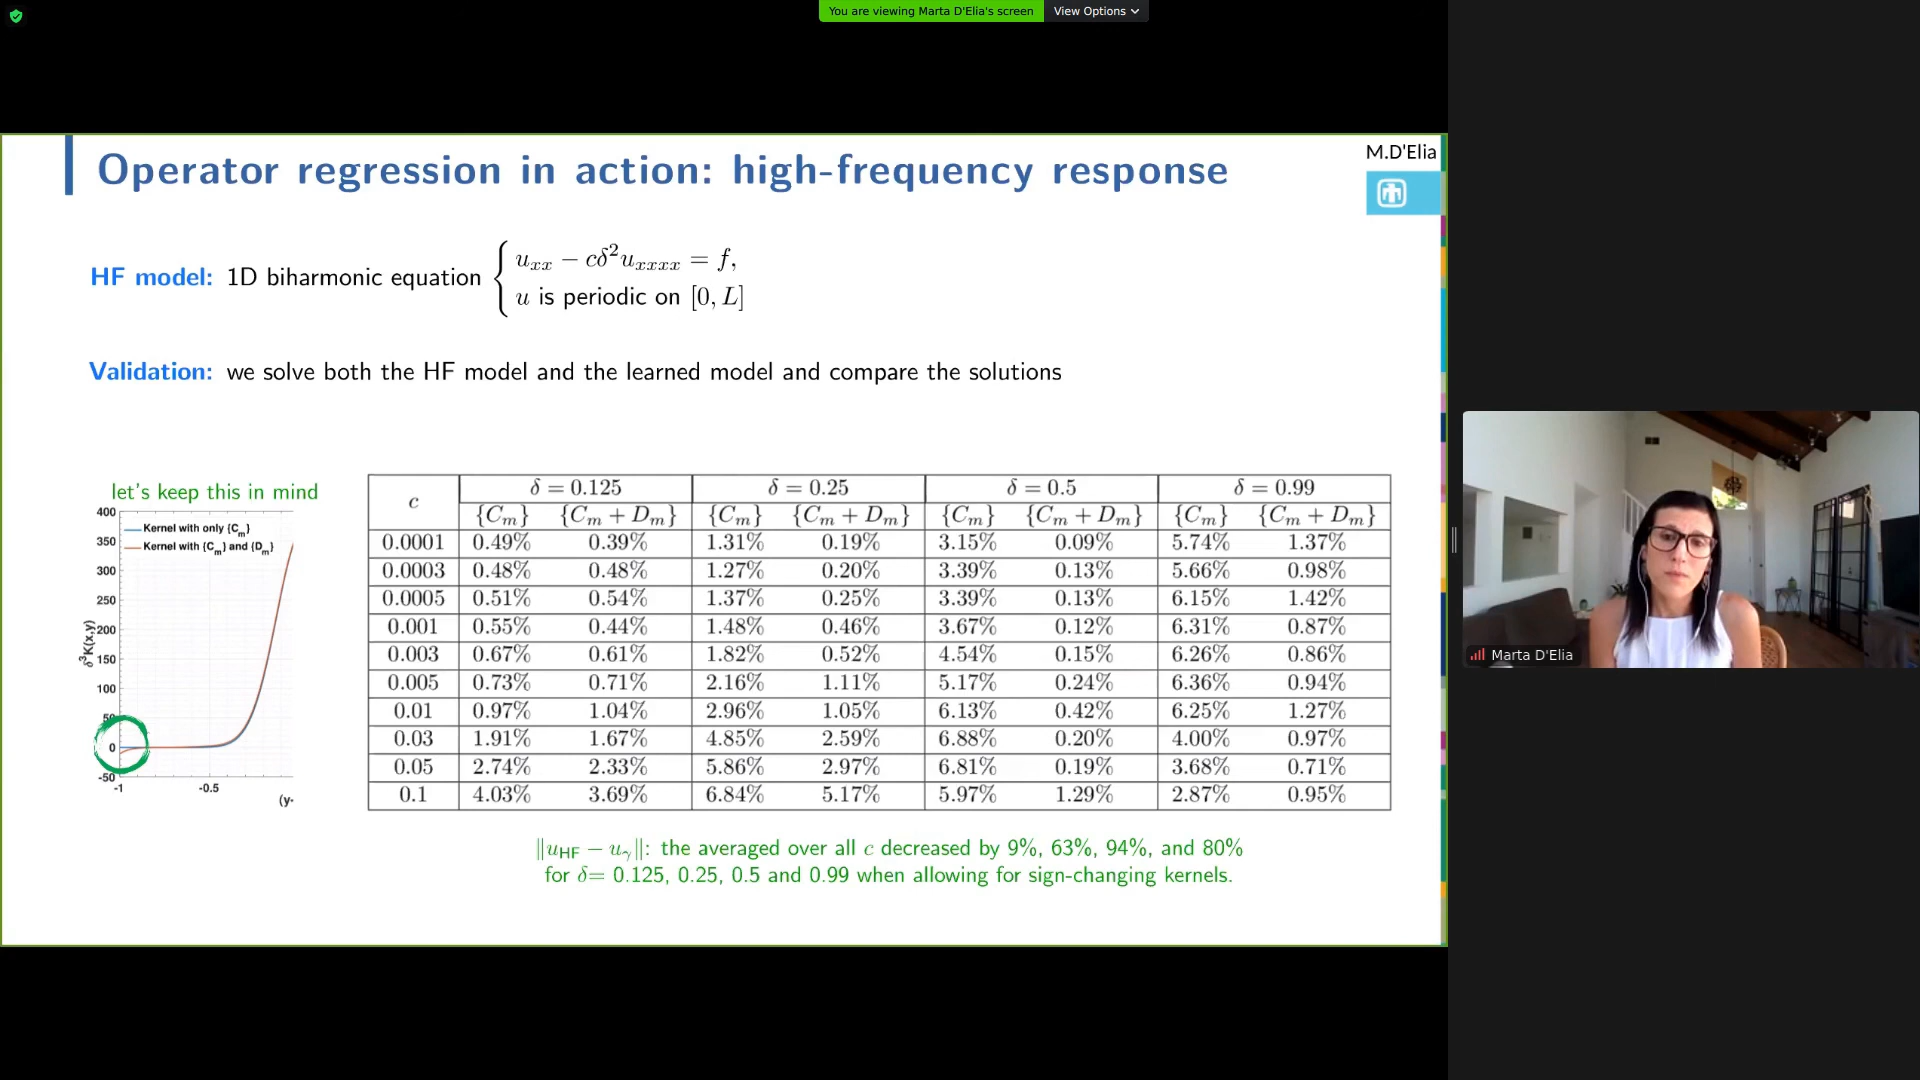 You are viewing Marta D'Elia's screen
View Options
Operator regression in action: high-frequency response
M.D'Elia
HF model: 1D biharmonic equation { u_{xx} − cδ²u_{xxxx} = f,
u is periodic on [0, L]
Validation: we solve both the HF model and the learned model and compare the solutions
let's keep this in mind
400
Kernel with only {C_m}
Kernel with {C_m} and {D_m}
350
300
250
200
150
100
50
0
-50
δ³K(x,y)
-1 -0.5
(y-
c δ = 0.125 δ = 0.25 δ = 0.5 δ = 0.99
{C_m} {C_m + D_m} {C_m} {C_m + D_m} {C_m} {C_m + D_m} {C_m} {C_m + D_m}
0.0001 0.49% 0.39% 1.31% 0.19% 3.15% 0.09% 5.74% 1.37%
0.0003 0.48% 0.48% 1.27% 0.20% 3.39% 0.13% 5.66% 0.98%
0.0005 0.51% 0.54% 1.37% 0.25% 3.39% 0.13% 6.15% 1.42%
0.001 0.55% 0.44% 1.48% 0.46% 3.67% 0.12% 6.31% 0.87%
0.003 0.67% 0.61% 1.82% 0.52% 4.54% 0.15% 6.26% 0.86%
0.005 0.73% 0.71% 2.16% 1.11% 5.17% 0.24% 6.36% 0.94%
0.01 0.97% 1.04% 2.96% 1.05% 6.13% 0.42% 6.25% 1.27%
0.03 1.91% 1.67% 4.85% 2.59% 6.88% 0.20% 4.00% 0.97%
0.05 2.74% 2.33% 5.86% 2.97% 6.81% 0.19% 3.68% 0.71%
0.1 4.03% 3.69% 6.84% 5.17% 5.97% 1.29% 2.87% 0.95%
‖u_HF − u_γ‖: the averaged over all c decreased by 9%, 63%, 94%, and 80%
for δ= 0.125, 0.25, 0.5 and 0.99 when allowing for sign-changing kernels.
Marta D'Elia